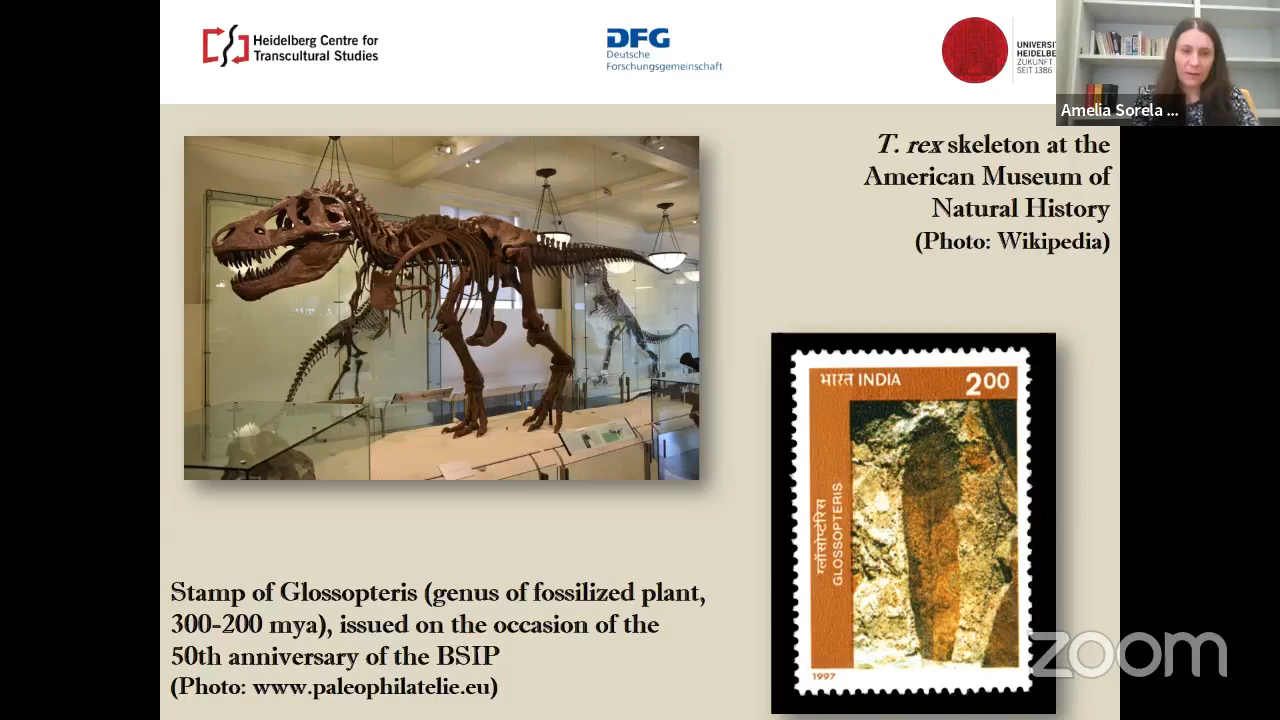 Heidelberg Centre for
Transcultural Studies
DFG
Deutsche
Forschungsgemeinschaft
UNIVERSIT
HEIDELBE
ZUKUNFT
SEIT 1386
Amelia Sorela ...
T. rex skeleton at the
American Museum of
Natural History
(Photo: Wikipedia)
भारत INDIA 200
ग्लॉसोप्टेरिस
GLOSSOPTERIS
1997
Stamp of Glossopteris (genus of fossilized plant,
300-200 mya), issued on the occasion of the
50th anniversary of the BSIP
(Photo: www.paleophilatelie.eu)
zoom